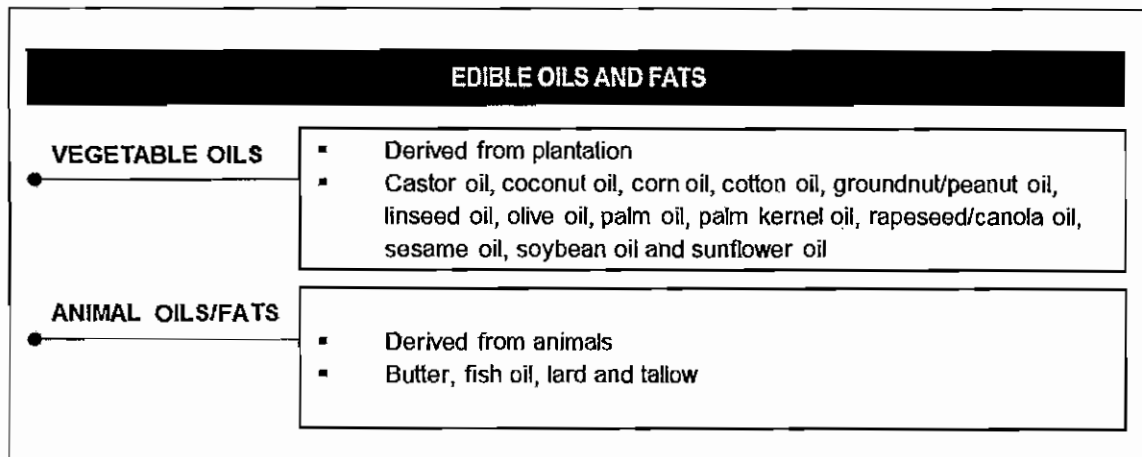 EDIBLE OILS AND FATS
VEGETABLE OILS
▪ Derived from plantation
▪ Castor oil, coconut oil, corn oil, cotton oil, groundnut/peanut oil,
linseed oil, olive oil, palm oil, palm kernel oil, rapeseed/canola oil,
sesame oil, soybean oil and sunflower oil
ANIMAL OILS/FATS
▪ Derived from animals
▪ Butter, fish oil, lard and tallow